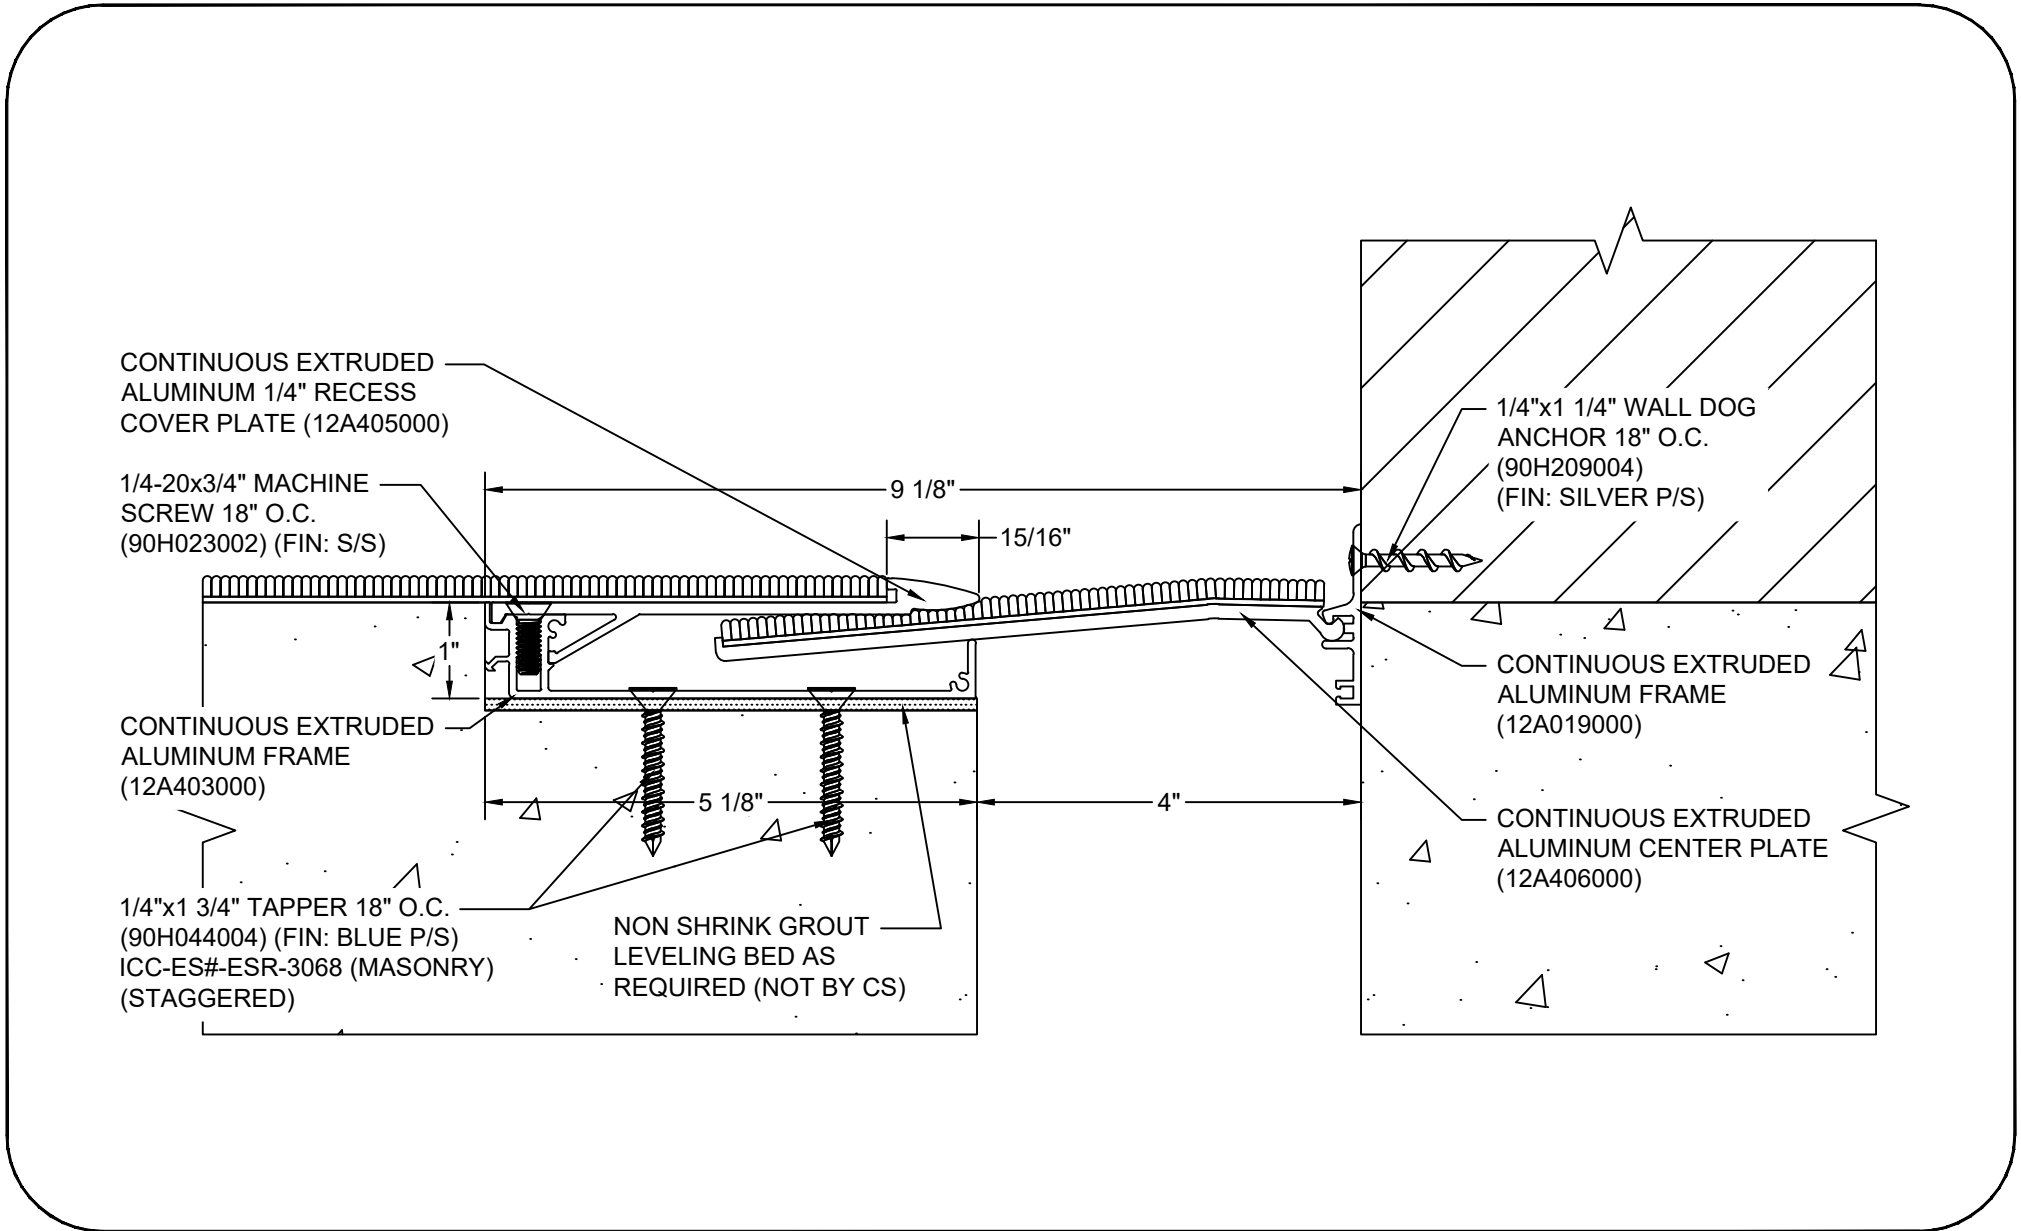 CONTINUOUS EXTRUDED
ALUMINUM 1/4" RECESS
COVER PLATE (12A405000)
1/4-20x3/4" MACHINE
SCREW 18" O.C.
(90H023002) (FIN: S/S)
9 1/8"
15/16"
1/4"x1 1/4" WALL DOG
ANCHOR 18" O.C.
(90H209004)
(FIN: SILVER P/S)
1"
CONTINUOUS EXTRUDED
ALUMINUM FRAME
(12A403000)
CONTINUOUS EXTRUDED
ALUMINUM FRAME
(12A019000)
5 1/8"
4"
CONTINUOUS EXTRUDED
ALUMINUM CENTER PLATE
(12A406000)
1/4"x1 3/4" TAPPER 18" O.C.
(90H044004) (FIN: BLUE P/S)
ICC-ES#-ESR-3068 (MASONRY)
(STAGGERED)
NON SHRINK GROUT
LEVELING BED AS
REQUIRED (NOT BY CS)